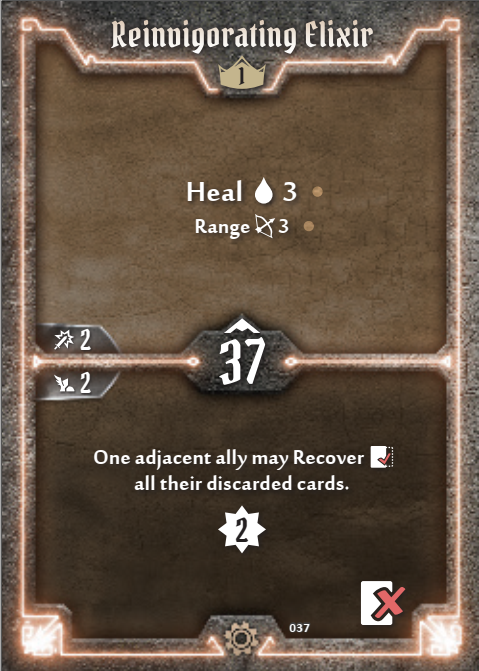 Reinvigorating Elixir
1
Heal 3
Range 3
2
37
2
One adjacent ally may Recover
all their discarded cards.
2
037